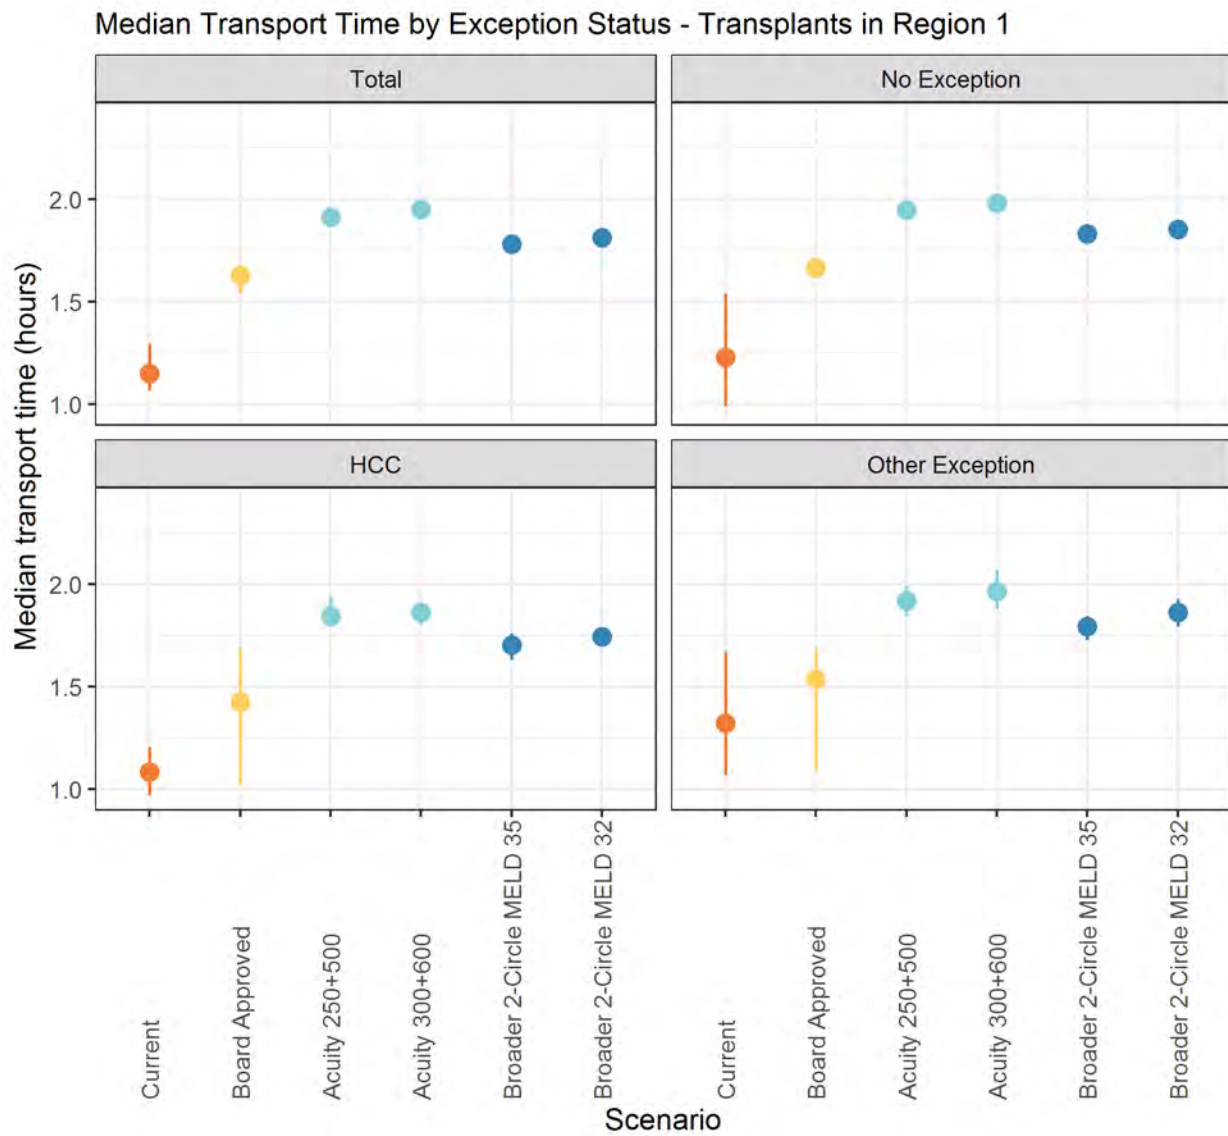 Median Transport Time by Exception Status - Transplants in Region 1
Total
No Exception
2.0
1.5
1.0
HCC
Other Exception
2.0
1.5
1.0
Median transport time (hours)
Current
Board Approved
Acuity 250+500
Acuity 300+600
Broader 2-Circle MELD 35
Broader 2-Circle MELD 32
Current
Board Approved
Acuity 250+500
Acuity 300+600
Broader 2-Circle MELD 35
Broader 2-Circle MELD 32
Scenario